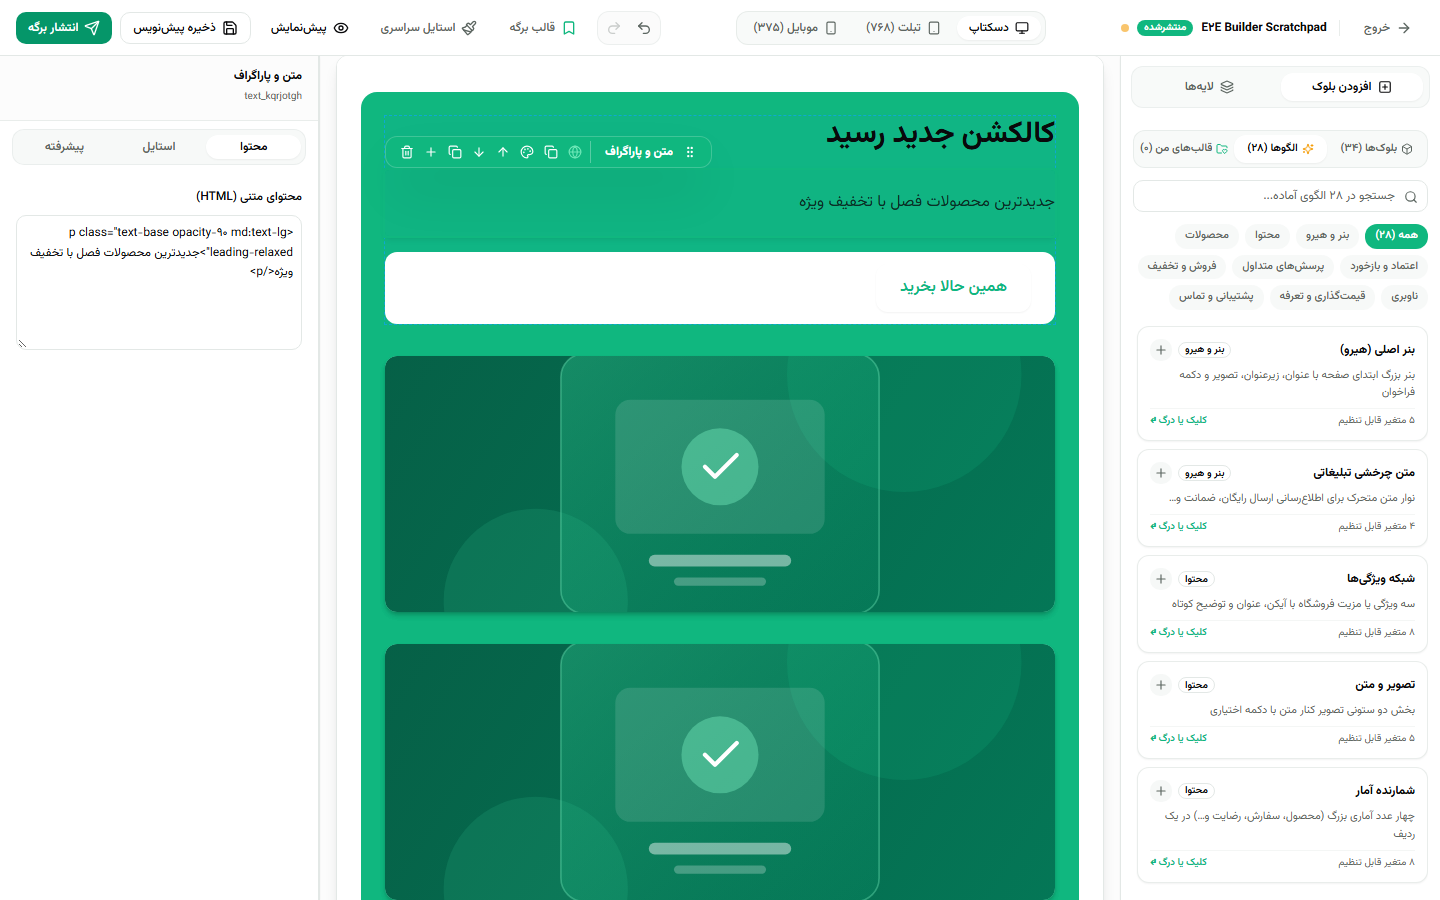 خروج
E۲E Builder Scratchpad
منتشرشده
دسکتاپ
تبلت (۷۶۸)
موبایل (۳۷۵)
قالب برگه
استایل سراسری
پیش‌نمایش
ذخیره پیش‌نویس
انتشار برگه
افزودن بلوک
لایه‌ها
بلوک‌ها (۳۴)
الگوها (۲۸)
قالب‌های من (۰)
جستجو در ۲۸ الگوی آماده...
همه (۲۸)
بنر و هیرو
محتوا
محصولات
اعتماد و بازخورد
پرسش‌های متداول
فروش و تخفیف
ناوبری
قیمت‌گذاری و تعرفه
پشتیبانی و تماس
بنر اصلی (هیرو)
بنر و هیرو
بنر بزرگ ابتدای صفحه با عنوان، زیرعنوان، تصویر و دکمه
فراخوان
۵ متغیر قابل تنظیم
کلیک یا درگ
متن چرخشی تبلیغاتی
بنر و هیرو
نوار متن متحرک برای اطلاع‌رسانی ارسال رایگان، ضمانت و...
۴ متغیر قابل تنظیم
کلیک یا درگ
شبکه ویژگی‌ها
محتوا
سه ویژگی یا مزیت فروشگاه با آیکن، عنوان و توضیح کوتاه
۸ متغیر قابل تنظیم
کلیک یا درگ
تصویر و متن
محتوا
بخش دو ستونی تصویر کنار متن با دکمه اختیاری
۵ متغیر قابل تنظیم
کلیک یا درگ
شمارنده آمار
محتوا
چهار عدد آماری بزرگ (محصول، سفارش، رضایت و...) در یک
ردیف
۸ متغیر قابل تنظیم
کلیک یا درگ
کالکشن جدید رسید
متن و پاراگراف
جدیدترین محصولات فصل با تخفیف ویژه
همین حالا بخرید
متن و پاراگراف
text_kqrjotgh
محتوا
استایل
پیشرفته
محتوای متنی (HTML)
<p class="text-base opacity-۹۰ md:text-lg
leading-relaxed">جدیدترین محصولات فصل با تخفیف
ویژه</p>